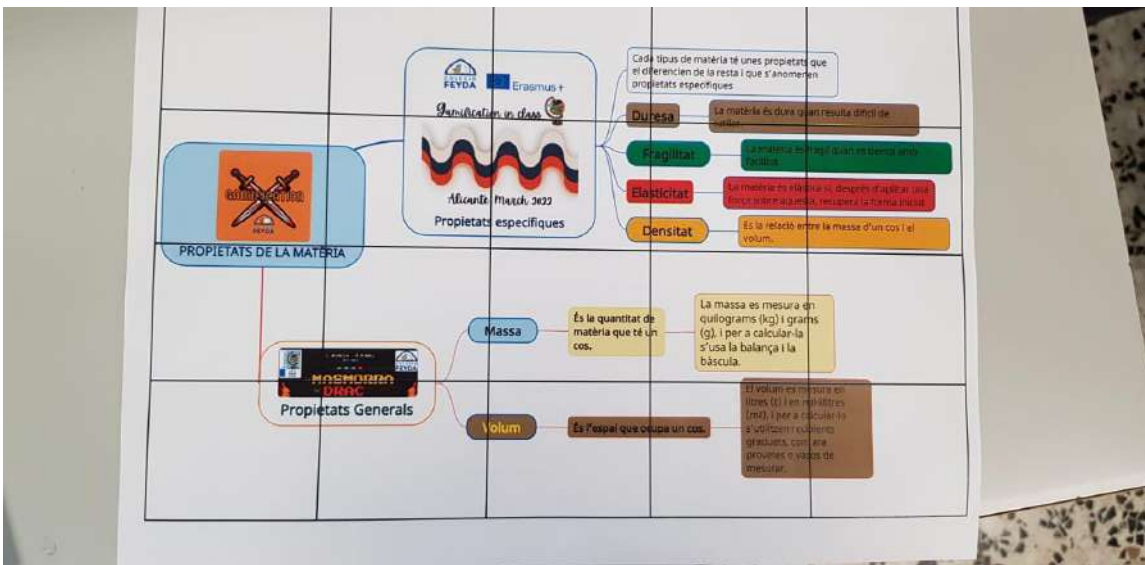 COL·LEGI
FEYDA
Erasmus+
Gamification in class
Alicante March 2022
Propietats específiques
Cada tipus de matèria té unes propietats que
el diferencien de la resta i que s'anomenen
propietats específiques
Duresa
La matèria és dura quan resulta difícil de
Fragilitat
La matèria és fràgil quan es trenca amb
facilitat
Elasticitat
La matèria és elàstica si, després d'aplicar una
força sobre aquesta, recupera la forma inicial
Densitat
És la relació entre la massa d'un cos i el
volum.
GAMIFICATION
FEYDA
PROPIETATS DE LA MATÈRIA
FEYDA
MASMORRA
DRAC
Propietats Generals
Massa
És la quantitat de
matèria que té un
cos.
La massa es mesura en
quilograms (kg) i grams
(g), i per a calcular-la
s'usa la balança i la
bàscula.
Volum
És l'espai que ocupa un cos.
El volum es mesura en
litres (ℓ) i en mil·lilitres
(mℓ), i per a calcular-lo
s'utilitzen recipients
graduats, com ara
provetes o vasos de
mesurar.